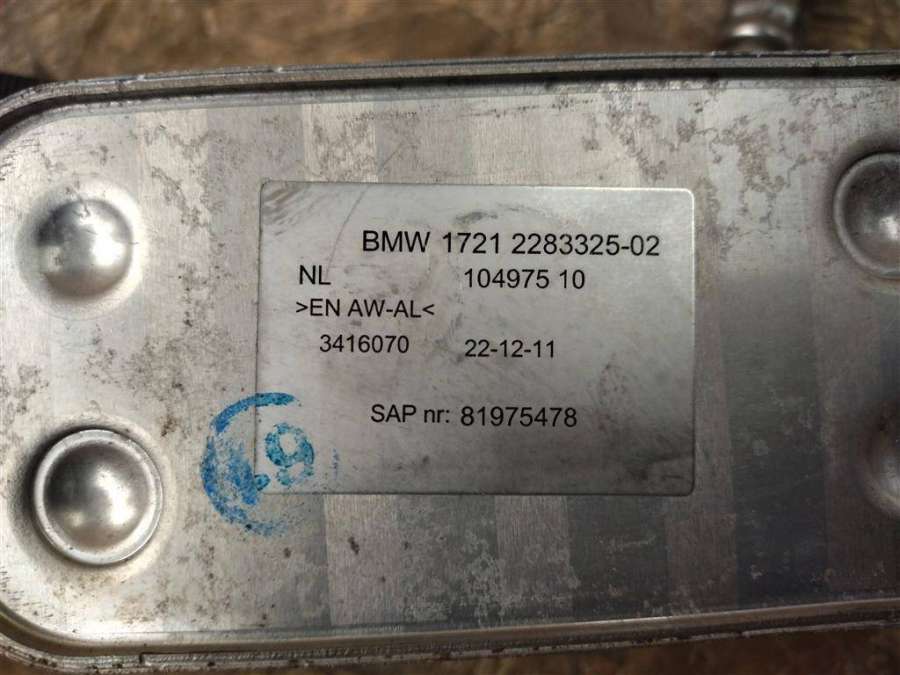 BMW 1721 2283325-02
NL 104975 10
>EN AW-AL<
3416070 22-12-11
SAP nr: 81975478